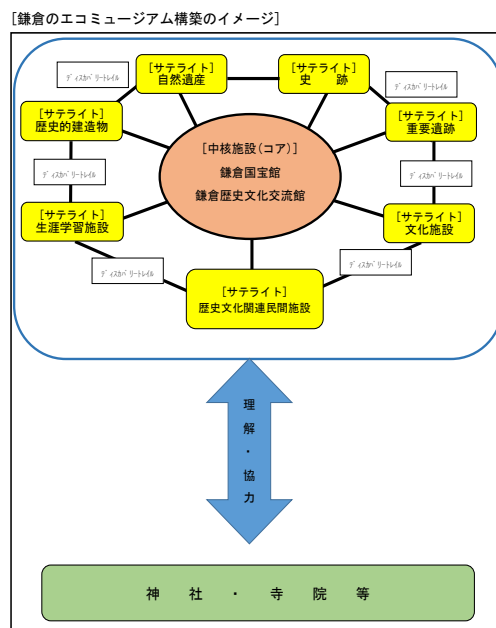 [鎌倉のエコミュージアム構築のイメージ]
[サテライト]
自然遺産
[サテライト]
史　跡
ﾃﾞｨｽｶﾊﾞﾘｰﾄﾚｲﾙ
ﾃﾞｨｽｶﾊﾞﾘｰﾄﾚｲﾙ
[サテライト]
歴史的建造物
[サテライト]
重要遺跡
[中核施設(コア)]
鎌倉国宝館
鎌倉歴史文化交流館
ﾃﾞｨｽｶﾊﾞﾘｰﾄﾚｲﾙ
ﾃﾞｨｽｶﾊﾞﾘｰﾄﾚｲﾙ
[サテライト]
生涯学習施設
[サテライト]
文化施設
ﾃﾞｨｽｶﾊﾞﾘｰﾄﾚｲﾙ
ﾃﾞｨｽｶﾊﾞﾘｰﾄﾚｲﾙ
[サテライト]
歴史文化関連民間施設
理解・協力
神　社　・　寺　院　等